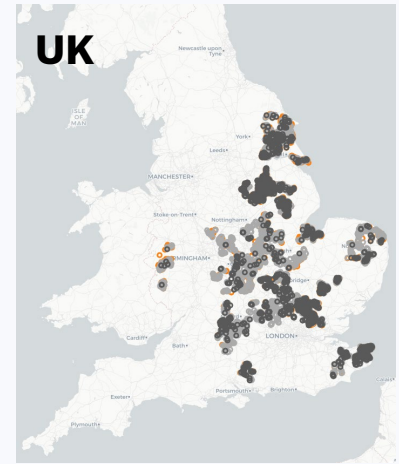 UK
Newcastle upon
Tyne
ISLE
OF
MAN
York
Leeds
MANCHESTER
Stoke-on-Trent
Nottingham
Cardiff
Bath
LONDON
Portsmouth
Brighton
Calais
Exeter
Plymouth